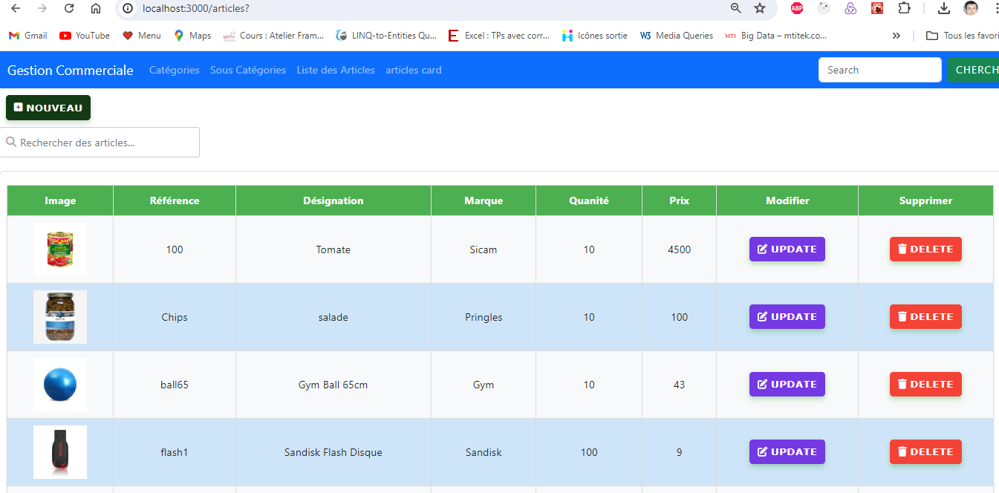 localhost:3000/articles?
ABP
Gmail YouTube Menu Maps Cours : Atelier Fram... LINQ-to-Entities Qu... Excel : TPs avec corr... Icônes sortie W3 Media Queries MTI Big Data – mtitek.co... » Tous les favori
Gestion Commerciale Catégories Sous Catégories Liste des Articles articles card Search CHERCH
NOUVEAU
Rechercher des articles...
Image Référence Désignation Marque Quanité Prix Modifier Supprimer
SICAM
100 Tomate Sicam 10 4500 UPDATE DELETE
Chips salade Pringles 10 100 UPDATE DELETE
ball65 Gym Ball 65cm Gym 10 43 UPDATE DELETE
flash1 Sandisk Flash Disque Sandisk 100 9 UPDATE DELETE